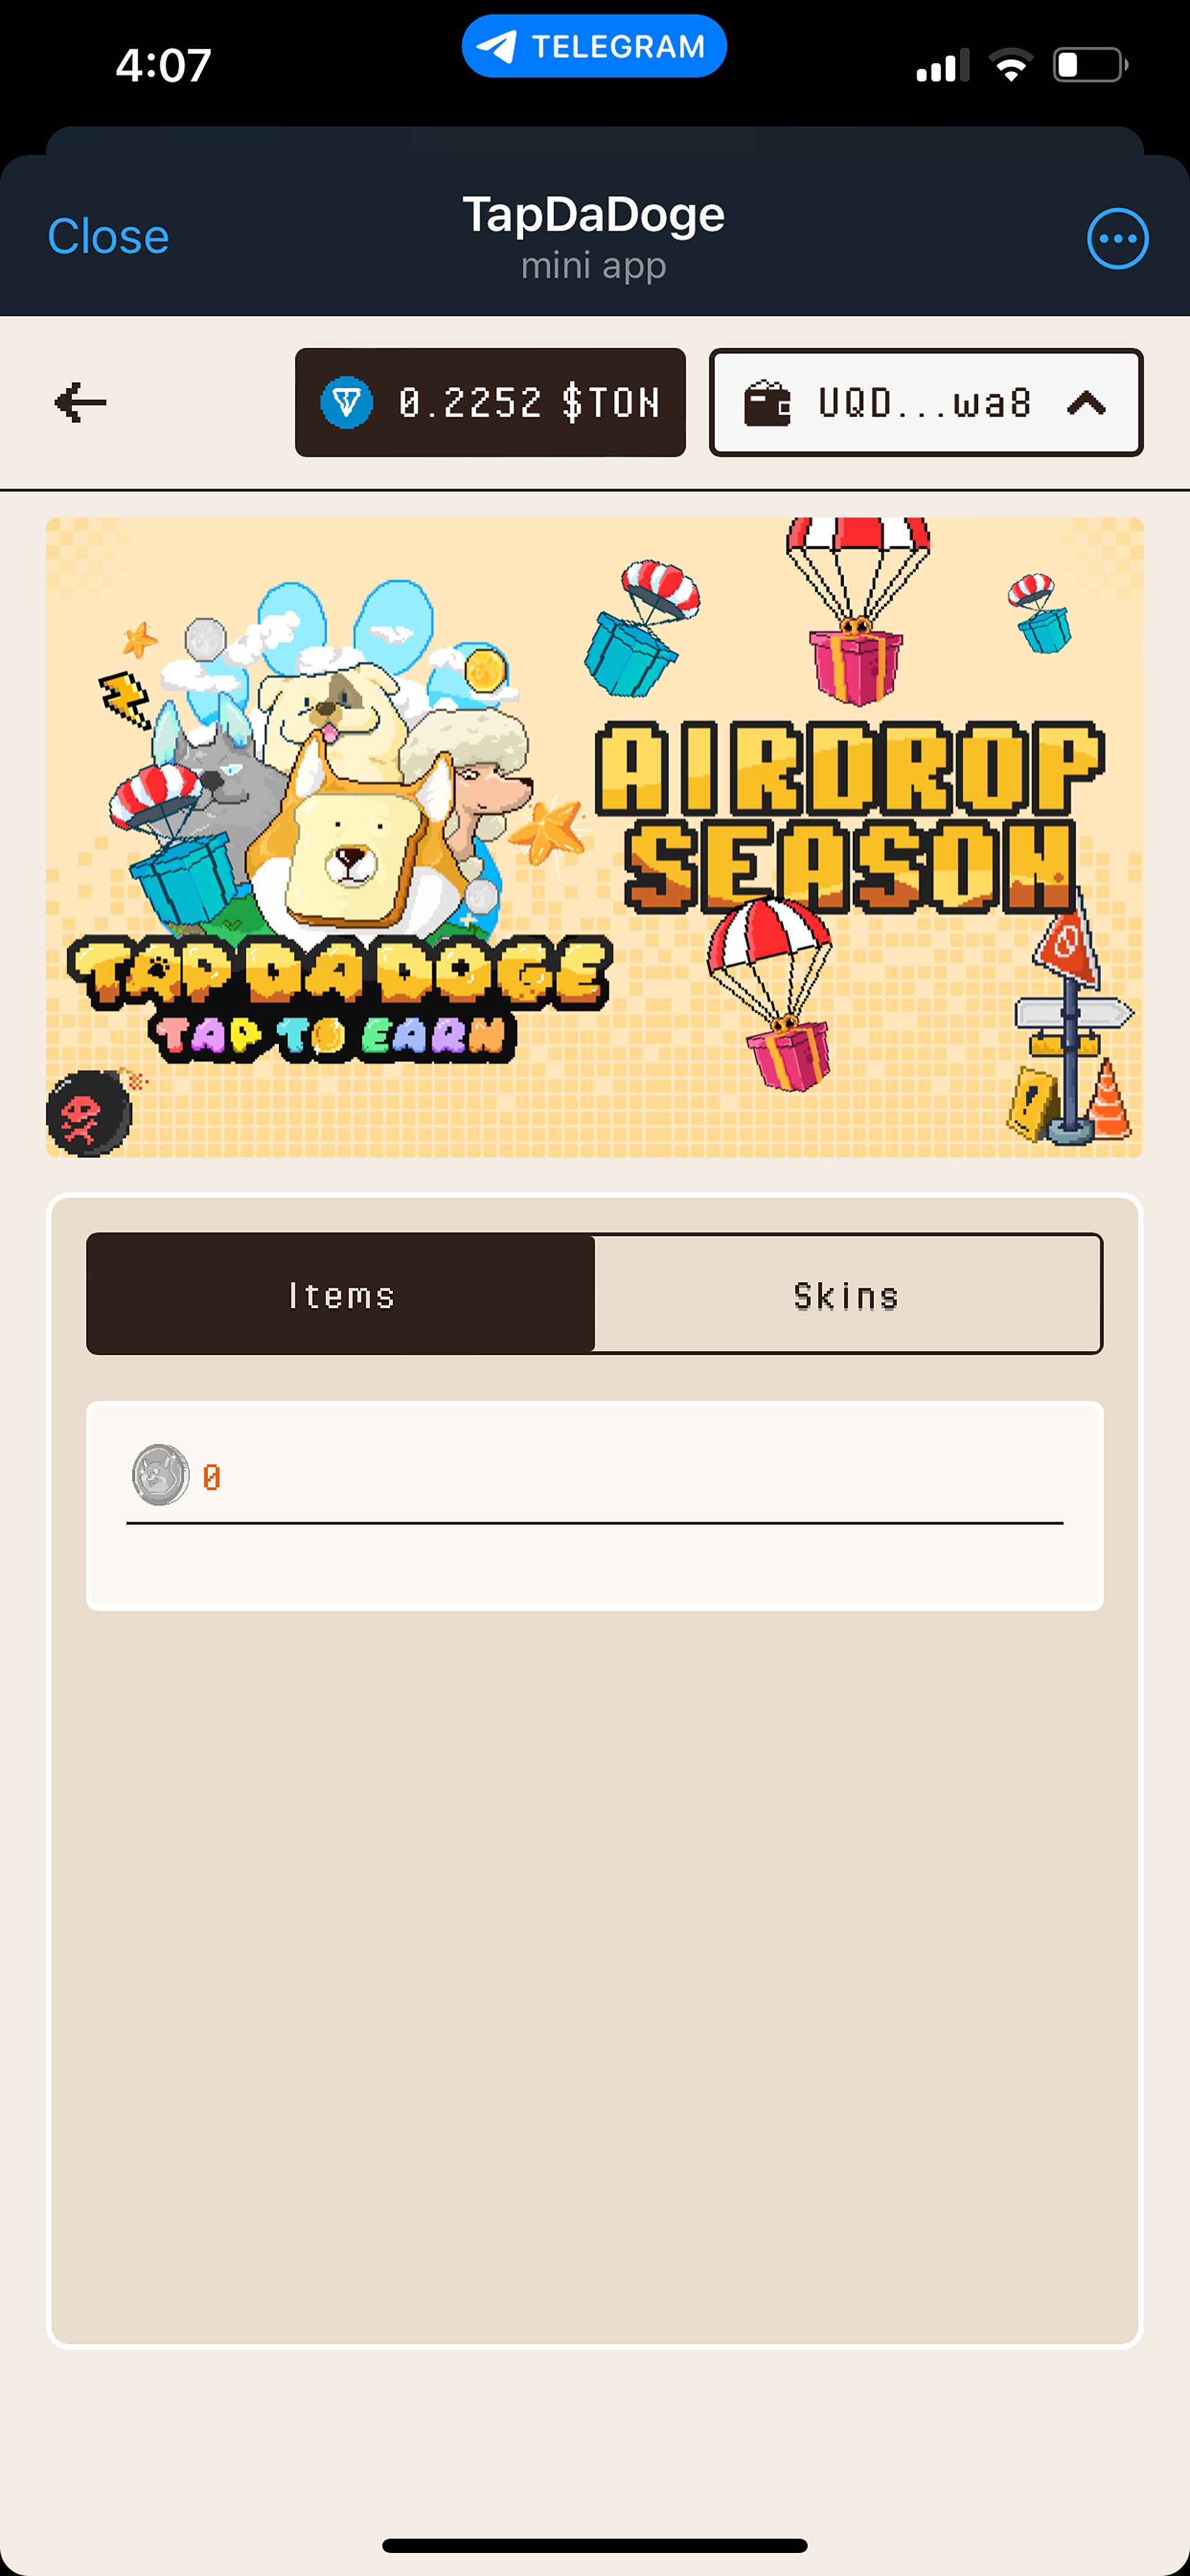 4:07
TELEGRAM
Close
TapDaDoge
mini app
0.2252 $TON
UQD...wa8
AIRDROP
SEASON
TAP DA DOGE
TAP TO EARN
Items
Skins
0